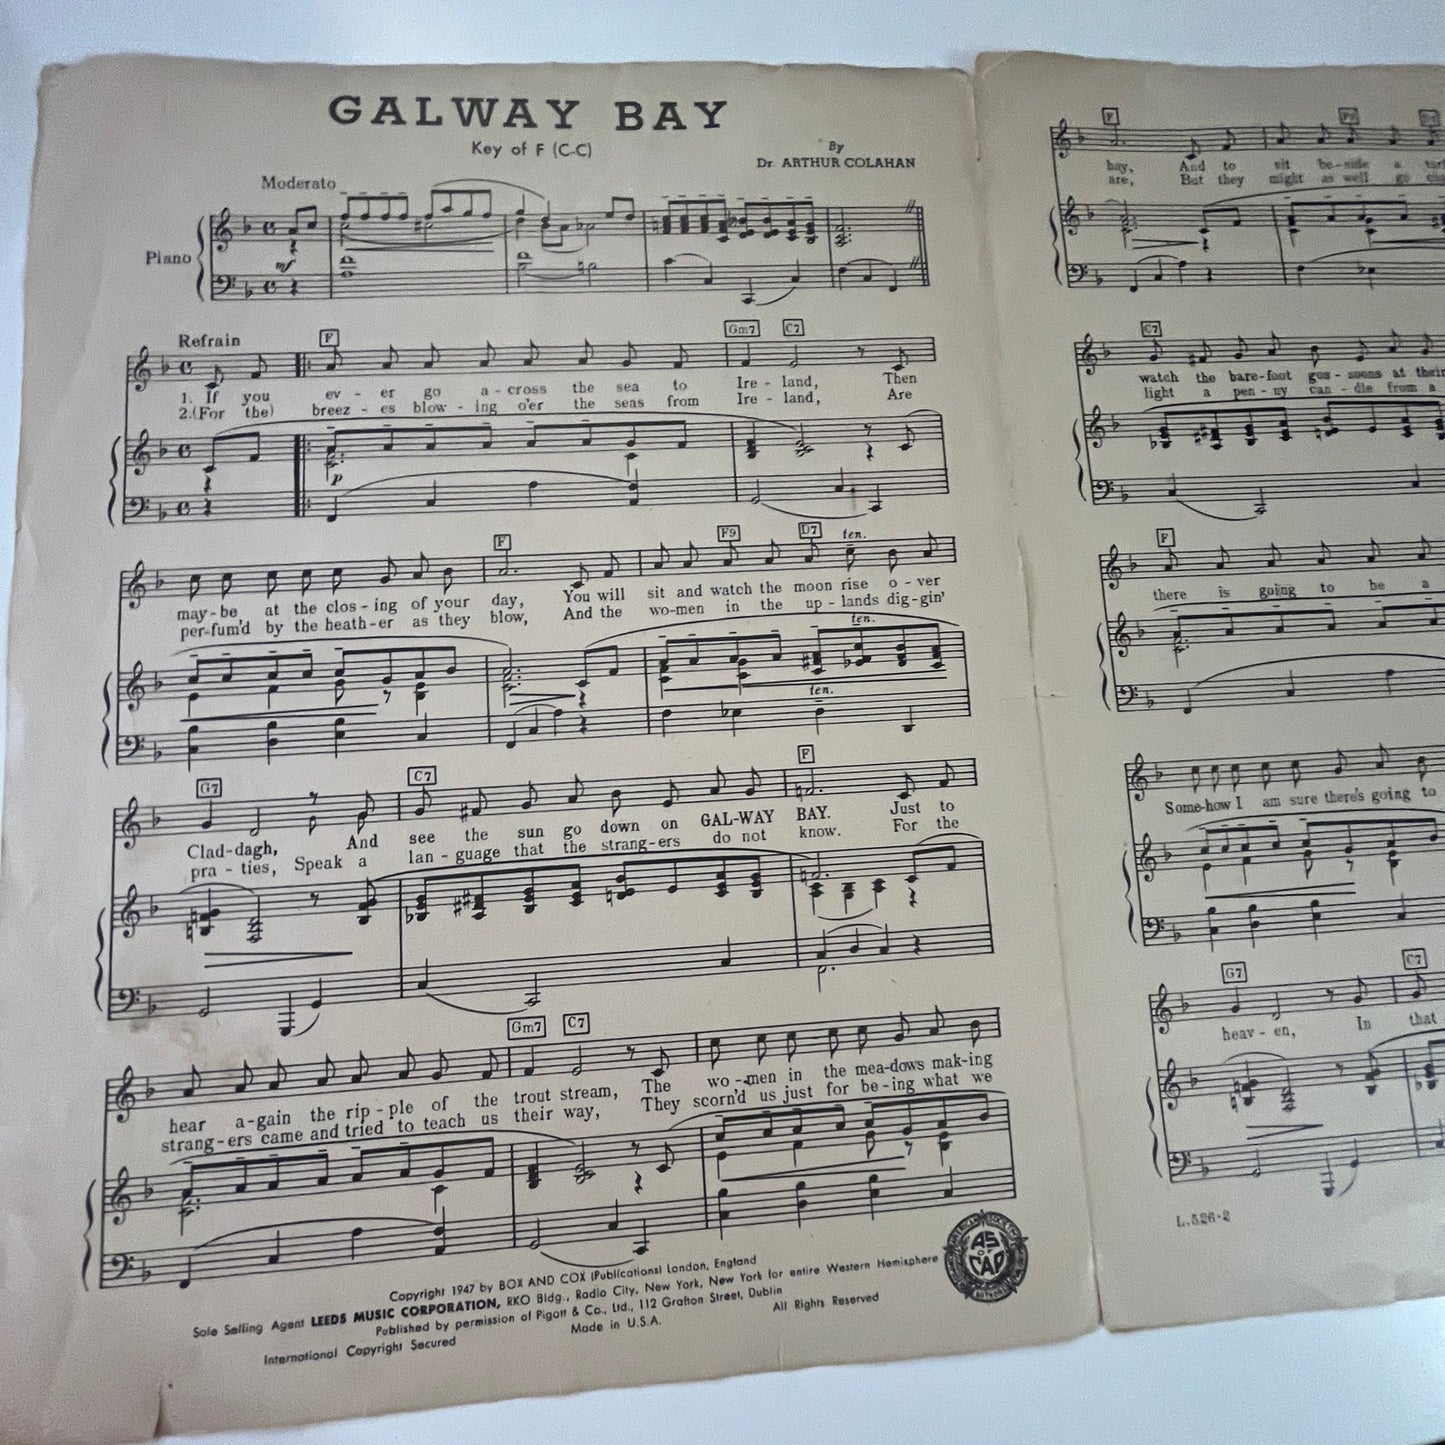 GALWAY BAY
Key of F (C-C)
By
Dr. ARTHUR COLAHAN
Moderato
Piano
mf
Refrain
F
Gm7 C7
1. If you ev - er go a - cross the sea to Ire - land, Then
2.(For the) breez - es blow - ing o'er the seas from Ire - land, Are
p
F F9 D7 ten.
may - be at the clos - ing of your day, You will sit and watch the moon rise o - ver
per-fum'd by the heath-er as they blow, And the wo-men in the up - lands dig-gin'
ten.
ten.
G7 C7 F
Clad-dagh, And see the sun go down on GAL-WAY BAY. Just to
pra - ties, Speak a lan - guage that the strang-ers do not know. For the
Gm7 C7
hear a-gain the rip - ple of the trout stream, The wo - men in the mea-dows mak-ing
strang-ers came and tried to teach us their way, They scorn'd us just for be - ing what we
Copyright 1947 by BOX AND COX (Publications) London, England
Sole Selling Agent LEEDS MUSIC CORPORATION, RKO Bldg., Radio City, New York, New York for entire Western Hemisphere
Published by permission of Pigott & Co., Ltd., 112 Grafton Street, Dublin
International Copyright Secured Made in U.S.A. All Rights Reserved
AS
OF
CAP
F F9
bay, And to sit be-side a
are, But they might as well go
C7
watch the bare-foot gos-soons at their
light a pen-ny can-dle from a
F
there is going to be a
Some-how I am sure there's going to
G7 C7
heav - en, In that
L.526-2